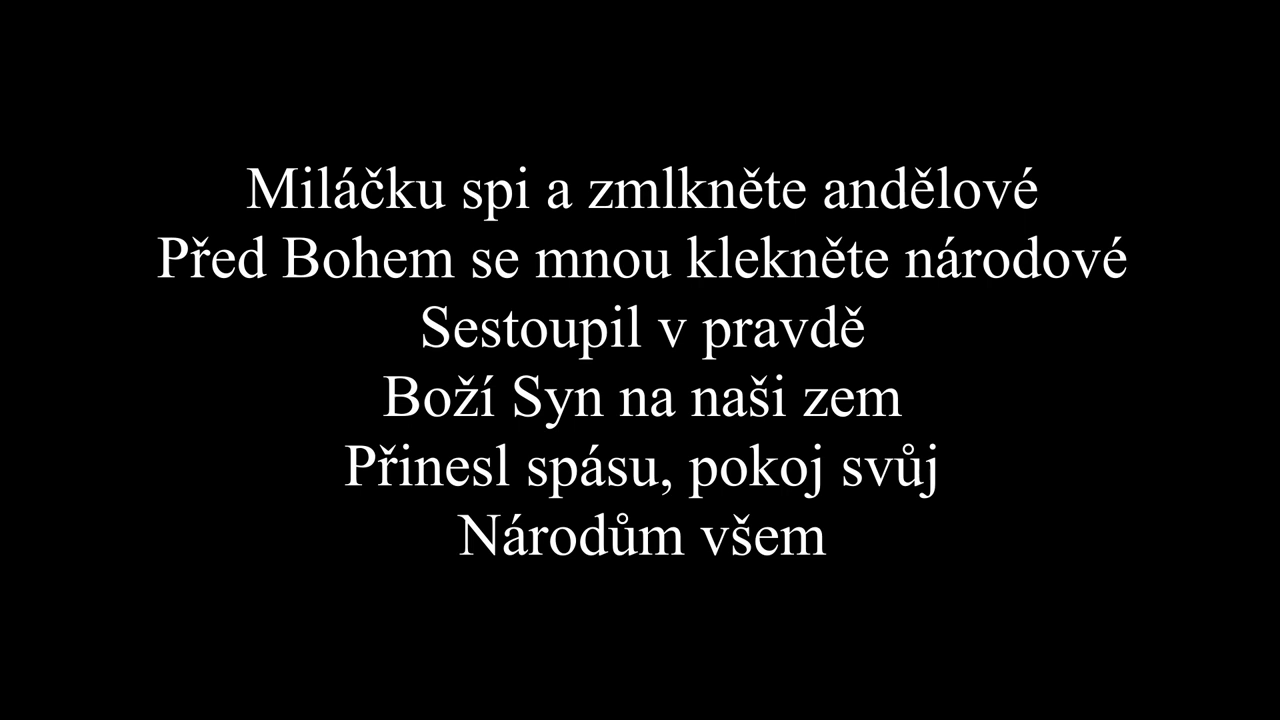 Miláčku spi a zmlkněte andělové
Před Bohem se mnou klekněte národové
Sestoupil v pravdě
Boží Syn na naši zem
Přinesl spásu, pokoj svůj
Národům všem